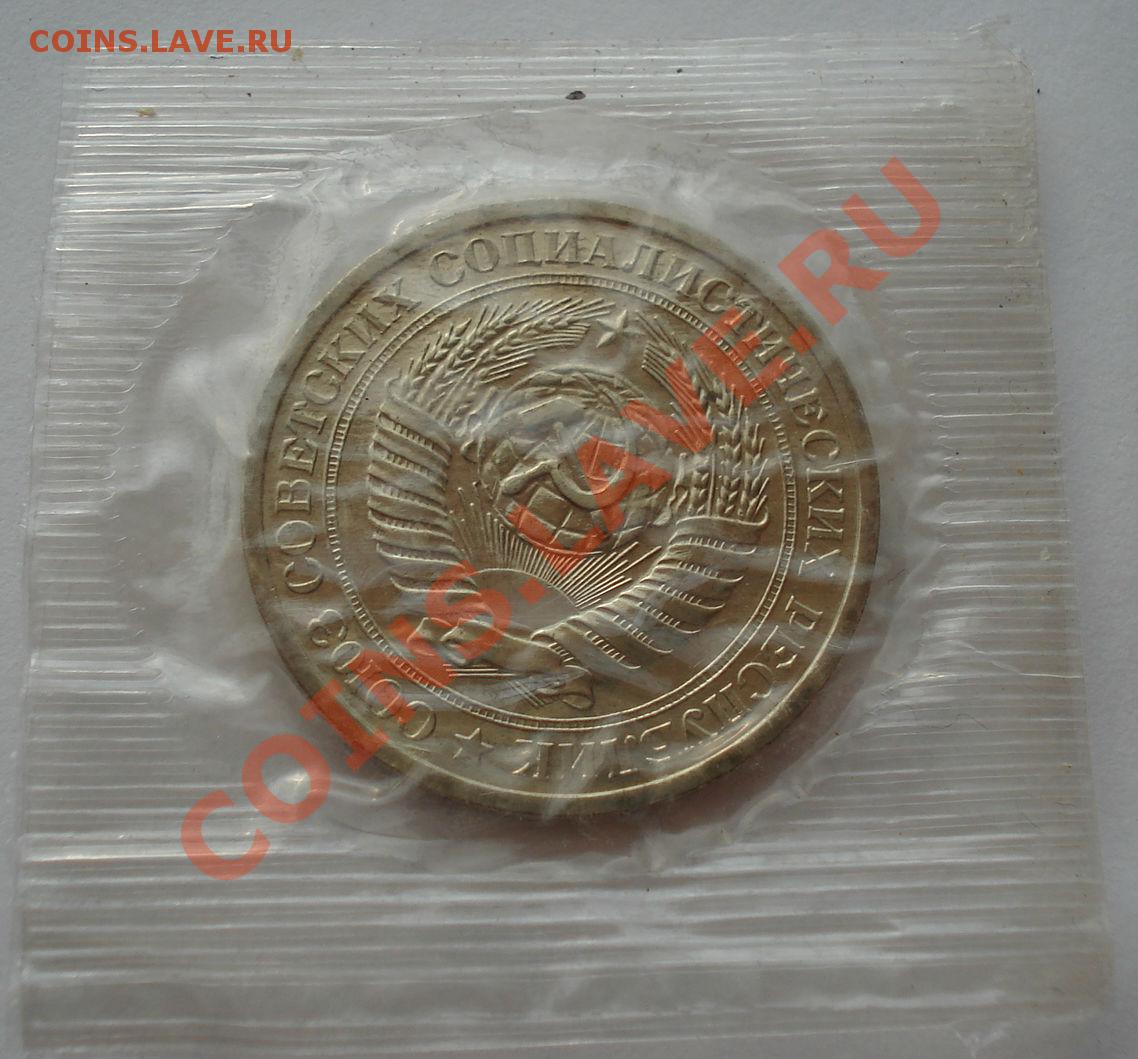 COINS.LAVE.RU
СОЮЗ СОВЕТСКИХ СОЦИАЛИСТИЧЕСКИХ РЕСПУБЛИК ★
COINS.LAVE.RU